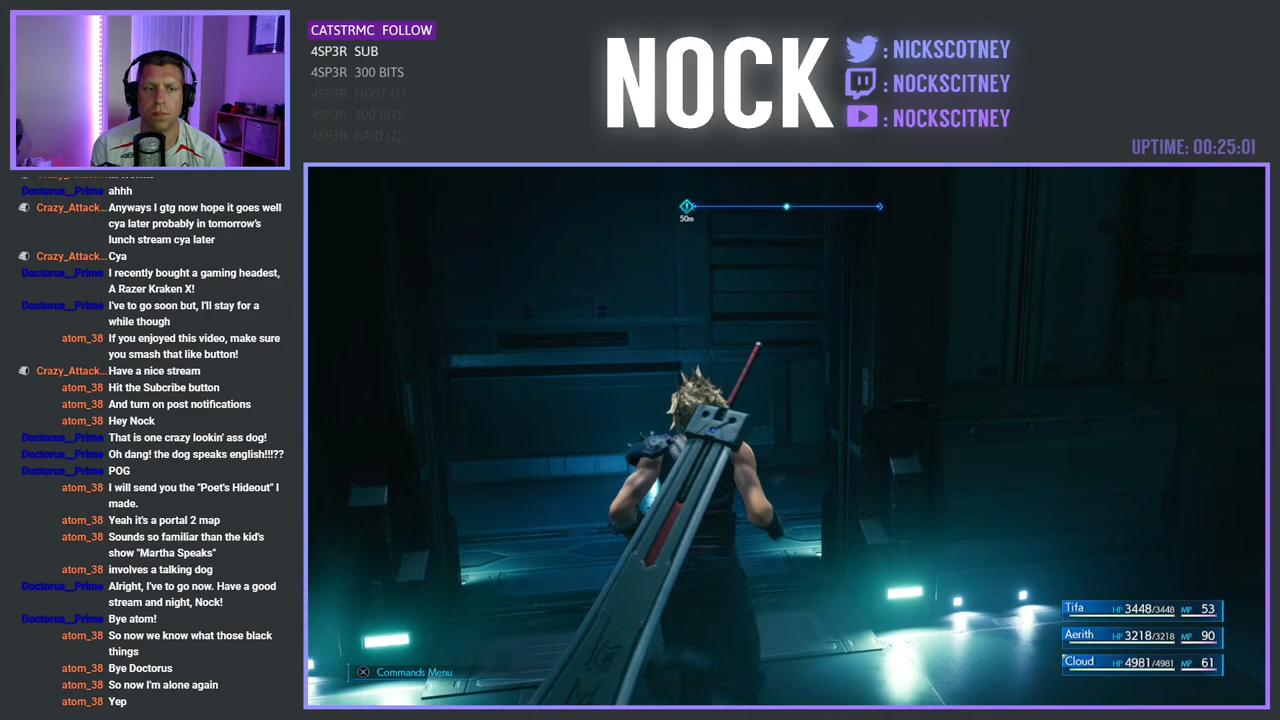 CATSTRMC FOLLOW
4SP3R SUB
4SP3R 300 BITS
4SP3R HOST (1)
4SP3R 300 BITS
4SP3R RAID (2)
NOCK
: NICKSCOTNEY
: NOCKSCITNEY
: NOCKSCITNEY
UPTIME: 00:25:01
Doctorus__Prime ahhh
Crazy_Attack... Anyways I gtg now hope it goes well
cya later probably in tomorrow's
lunch stream cya later
Crazy_Attack... Cya
Doctorus__Prime I recently bought a gaming headest,
A Razer Kraken X!
Doctorus__Prime I've to go soon but, I'll stay for a
while though
atom_38 If you enjoyed this video, make sure
you smash that like button!
Crazy_Attack... Have a nice stream
atom_38 Hit the Subcribe button
atom_38 And turn on post notifications
atom_38 Hey Nock
Doctorus__Prime That is one crazy lookin' ass dog!
Doctorus__Prime Oh dang! the dog speaks english!!!??
Doctorus__Prime POG
atom_38 I will send you the "Poet's Hideout" I
made.
atom_38 Yeah it's a portal 2 map
atom_38 Sounds so familiar than the kid's
show "Martha Speaks"
atom_38 involves a talking dog
Doctorus__Prime Alright, I've to go now. Have a good
stream and night, Nock!
Doctorus__Prime Bye atom!
atom_38 So now we know what those black
things
atom_38 Bye Doctorus
atom_38 So now I'm alone again
atom_38 Yep
50m
Commands Menu
Tifa HP 3448/3448 MP 53
Aerith HP 3218/3218 MP 90
Cloud HP 4981/4981 MP 61